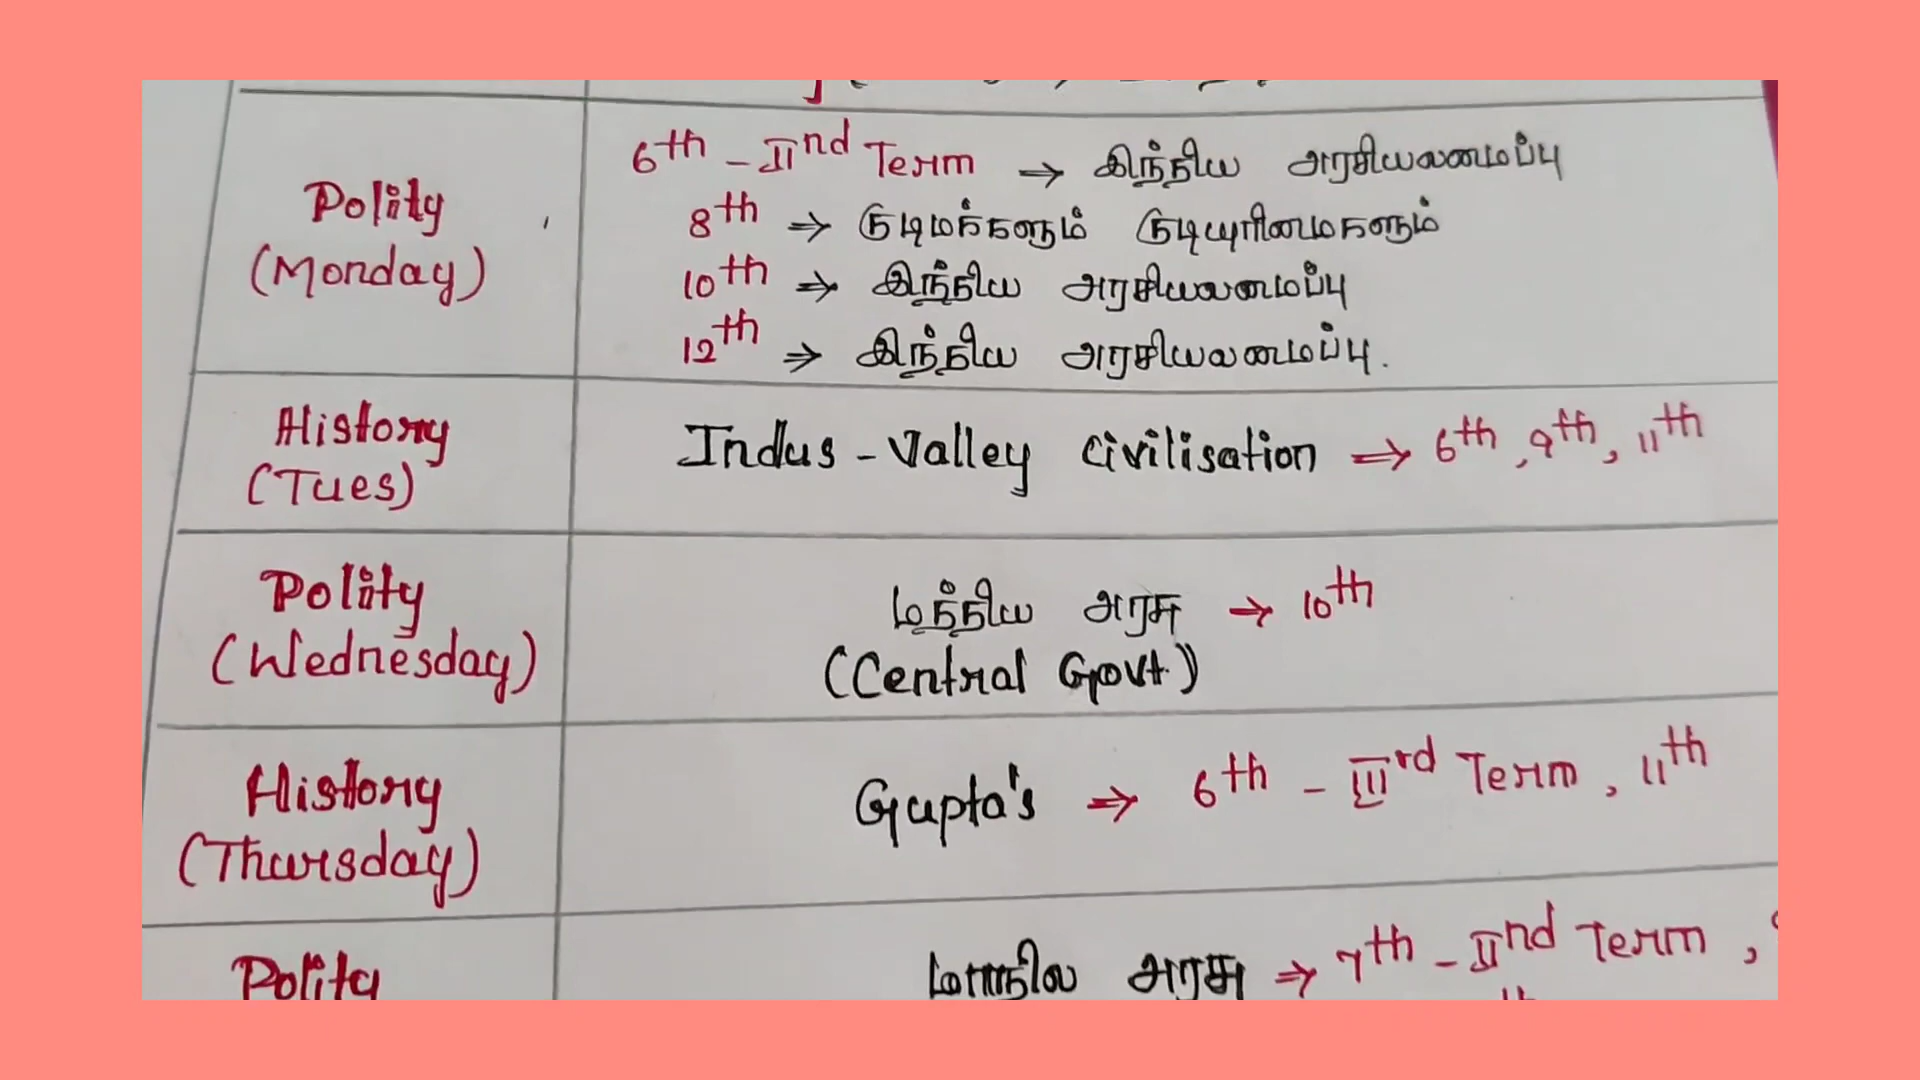 Polity
(Monday)
6th - IInd Term → இந்திய அரசியலமைப்பு
8th ⇒ குடிமக்களும் குடியுரிமைகளும்
10th ⇒ இந்திய அரசியலமைப்பு
12th ⇒ இந்திய அரசியலமைப்பு.
History
(Tues)
Indus - Valley Civilisation ⇒ 6th, 9th, 11th
Polity
(Wednesday)
மத்திய அரசு → 10th
(Central Govt.)
History
(Thursday)
Gupta's ⇒ 6th - IIIrd Term, 11th
Polity
மாநில அரசு ⇒ 7th - IInd Term,